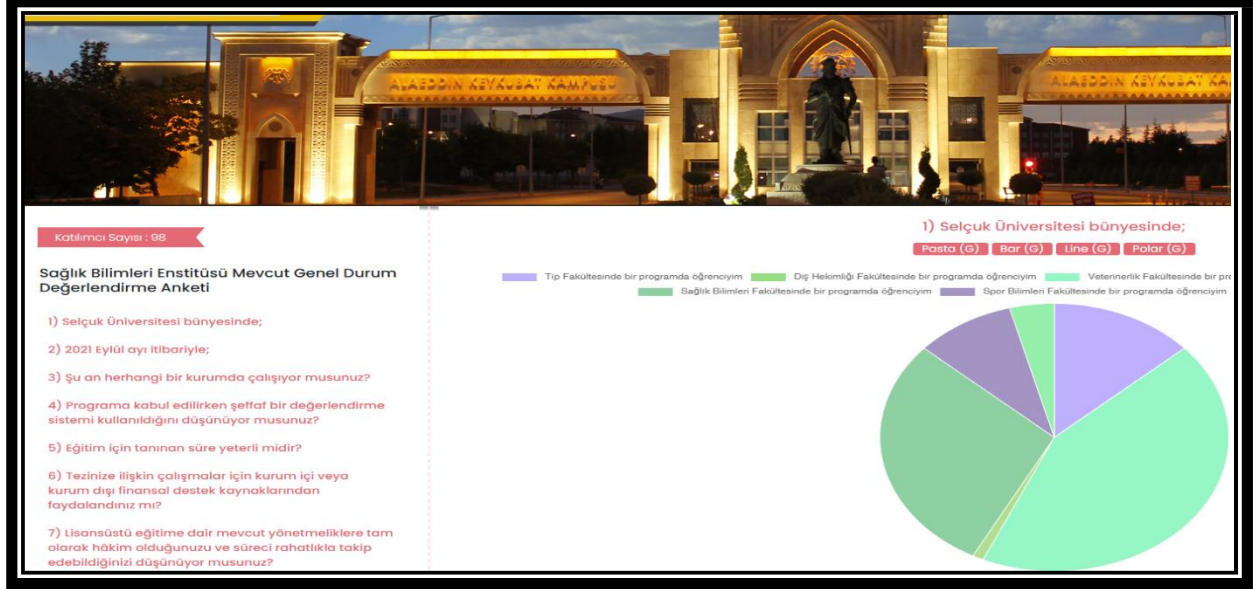 ALAEDDİN KEYKUBAT KAMPÜSÜ
ALAEDDİN KEYKUBAT KA
Katılımcı Sayısı : 98
Sağlık Bilimleri Enstitüsü Mevcut Genel Durum
Değerlendirme Anketi
1) Selçuk Üniversitesi bünyesinde;
2) 2021 Eylül ayı itibariyle;
3) Şu an herhangi bir kurumda çalışıyor musunuz?
4) Programa kabul edilirken şeffaf bir değerlendirme
sistemi kullanıldığını düşünüyor musunuz?
5) Eğitim için tanınan süre yeterli midir?
6) Tezinize ilişkin çalışmalar için kurum içi veya
kurum dışı finansal destek kaynaklarından
faydalandınız mı?
7) Lisansüstü eğitime dair mevcut yönetmeliklere tam
olarak hâkim olduğunuzu ve süreci rahatlıkla takip
edebildiğinizi düşünüyor musunuz?
1) Selçuk Üniversitesi bünyesinde;
Pasta (G) Bar (G) Line (G) Polar (G)
Tıp Fakültesinde bir programda öğrenciyim Diş Hekimliği Fakültesinde bir programda öğrenciyim Veterinerlik Fakültesinde bir pro
Sağlık Bilimleri Fakültesinde bir programda öğrenciyim Spor Bilimleri Fakültesinde bir programda öğrenciyim